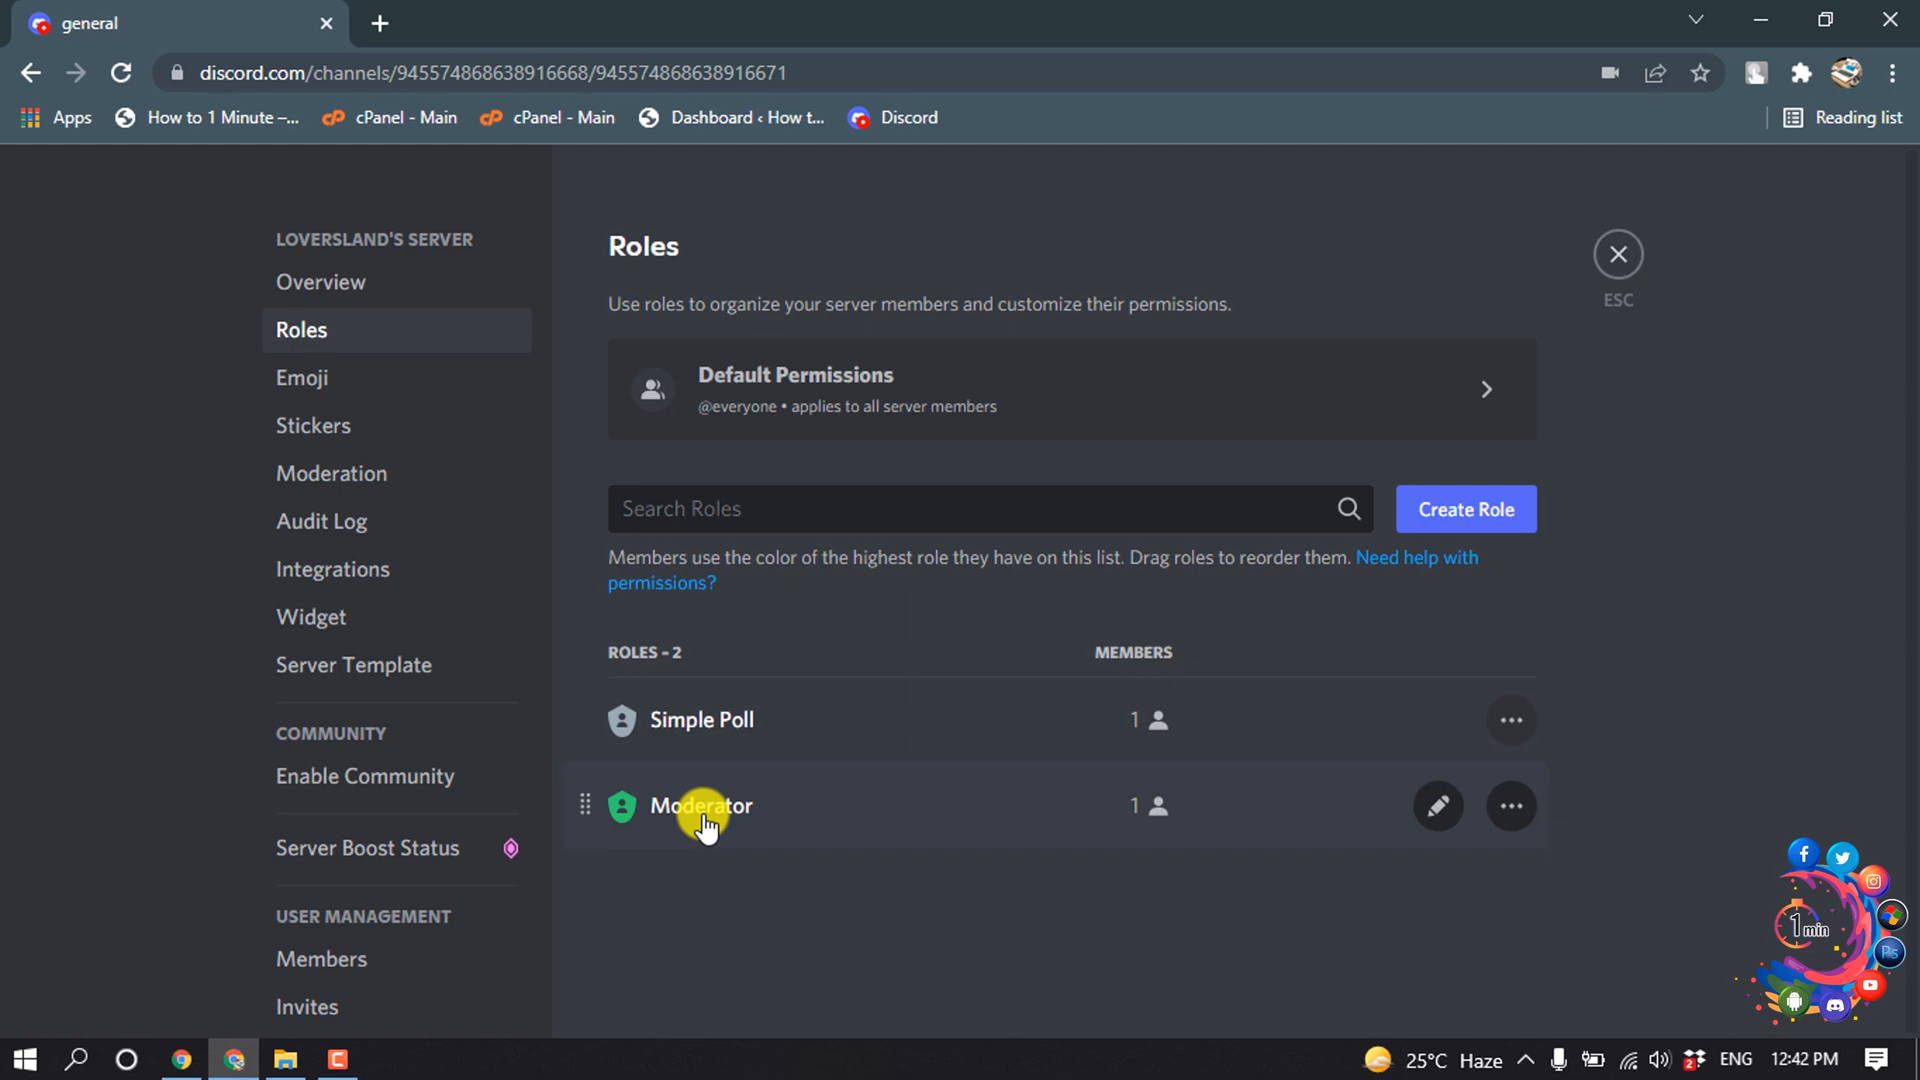 general
discord.com/channels/945574868638916668/945574868638916671
Apps
How to 1 Minute –...
cPanel - Main
cPanel - Main
Dashboard ‹ How t...
Discord
Reading list
LOVERSLAND'S SERVER
Overview
Roles
Emoji
Stickers
Moderation
Audit Log
Integrations
Widget
Server Template
COMMUNITY
Enable Community
Server Boost Status
USER MANAGEMENT
Members
Invites
Roles
ESC
Use roles to organize your server members and customize their permissions.
Default Permissions
@everyone • applies to all server members
Search Roles
Create Role
Members use the color of the highest role they have on this list. Drag roles to reorder them. Need help with
permissions?
ROLES – 2
MEMBERS
Simple Poll
1
Moderator
1
1 min
Ps
25°C Haze
2
ENG
12:42 PM